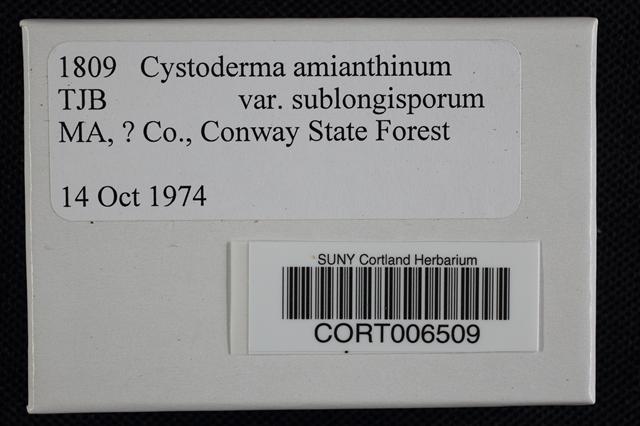 1809 Cystoderma amianthinum
TJB var. sublongisporum
MA, ? Co., Conway State Forest
14 Oct 1974
SUNY Cortland Herbarium
CORT006509